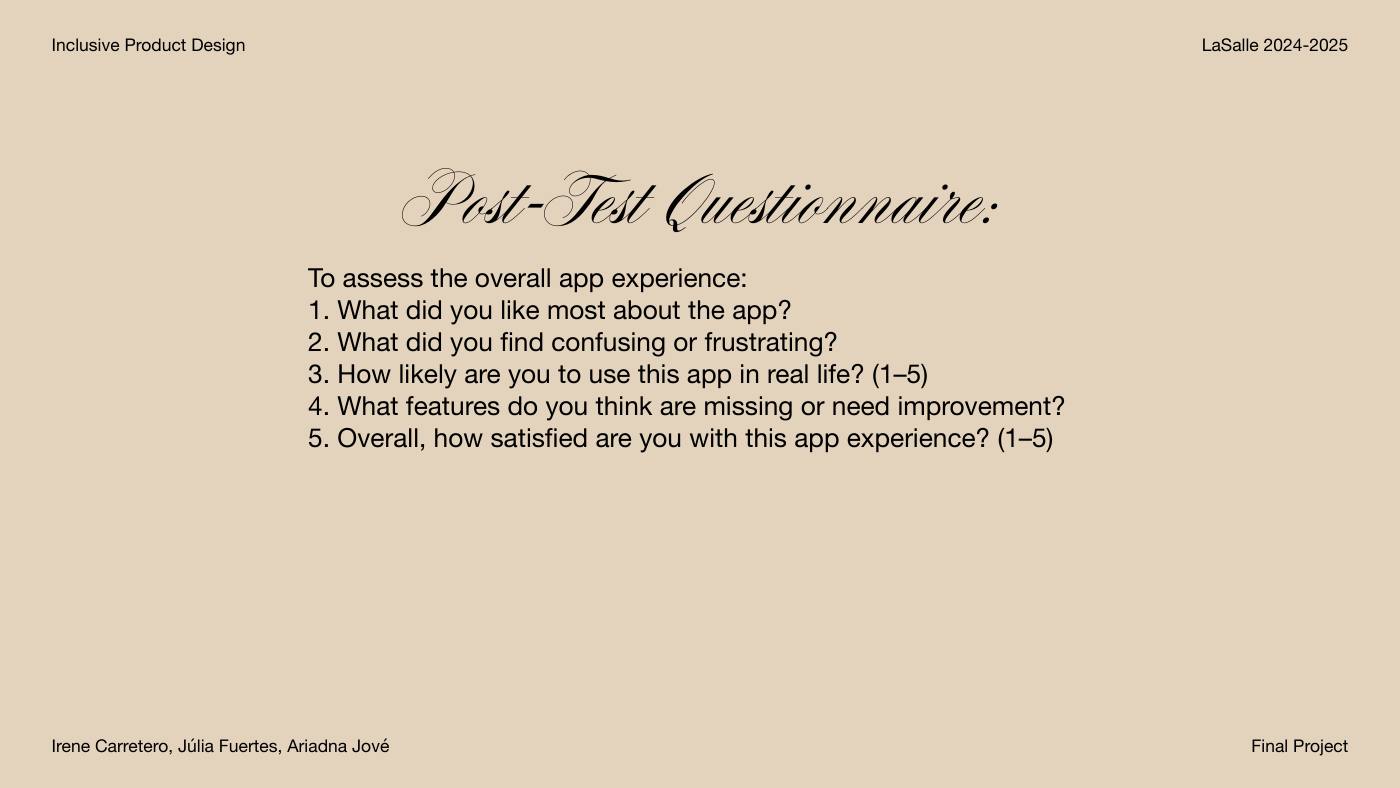 Inclusive Product Design
LaSalle 2024-2025
Post-Test Questionnaire:
To assess the overall app experience:
1. What did you like most about the app?
2. What did you find confusing or frustrating?
3. How likely are you to use this app in real life? (1–5)
4. What features do you think are missing or need improvement?
5. Overall, how satisfied are you with this app experience? (1–5)
Irene Carretero, Júlia Fuertes, Ariadna Jové
Final Project